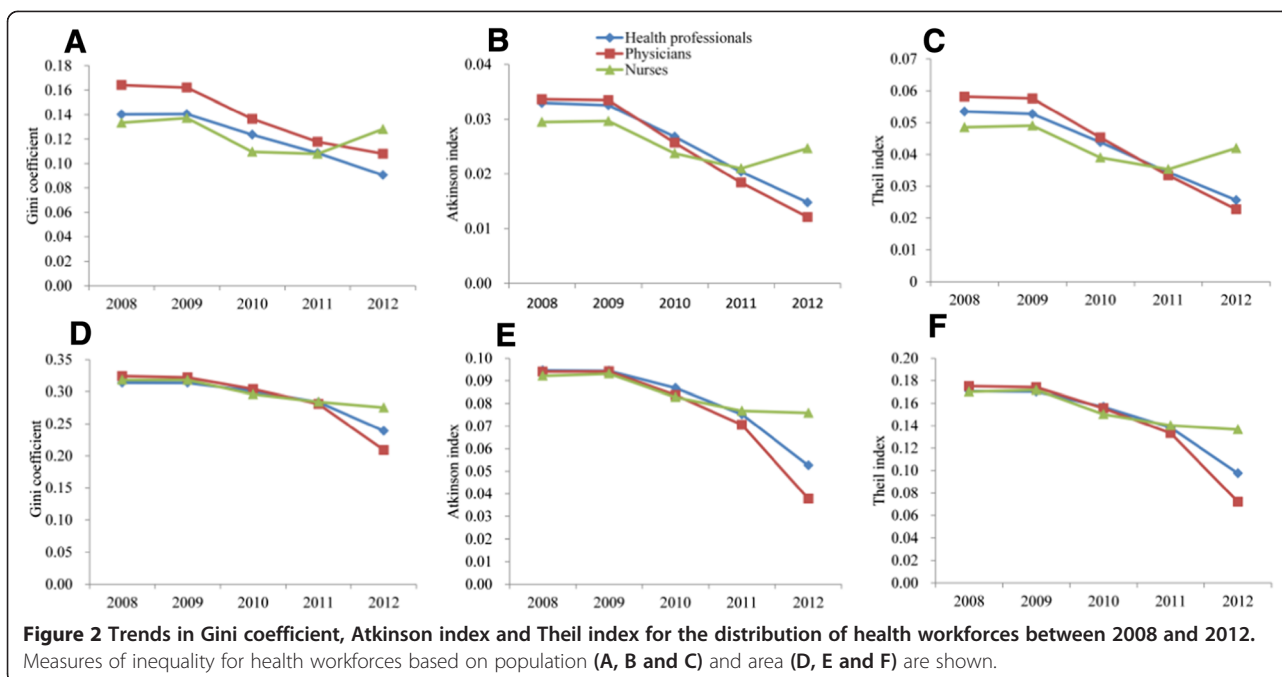 A
Gini coefficient
0.18
0.16
0.14
0.12
0.10
0.08
0.06
0.04
0.02
0.00
2008 2009 2010 2011 2012
B
Health professionals
Physicians
Nurses
Atkinson index
0.04
0.03
0.02
0.01
0.00
2008 2009 2010 2011 2012
C
Theil index
0.07
0.06
0.05
0.04
0.03
0.02
0.01
0
2008 2009 2010 2011 2012
D
Gini coefficient
0.35
0.30
0.25
0.20
0.15
0.10
0.05
0.00
2008 2009 2010 2011 2012
E
Atkinson index
0.10
0.09
0.08
0.07
0.06
0.05
0.04
0.03
0.02
0.01
0.00
2008 2009 2010 2011 2012
F
Theil index
0.20
0.18
0.16
0.14
0.12
0.10
0.08
0.06
0.04
0.02
0.00
2008 2009 2010 2011 2012
Figure 2 Trends in Gini coefficient, Atkinson index and Theil index for the distribution of health workforces between 2008 and 2012.
Measures of inequality for health workforces based on population (A, B and C) and area (D, E and F) are shown.